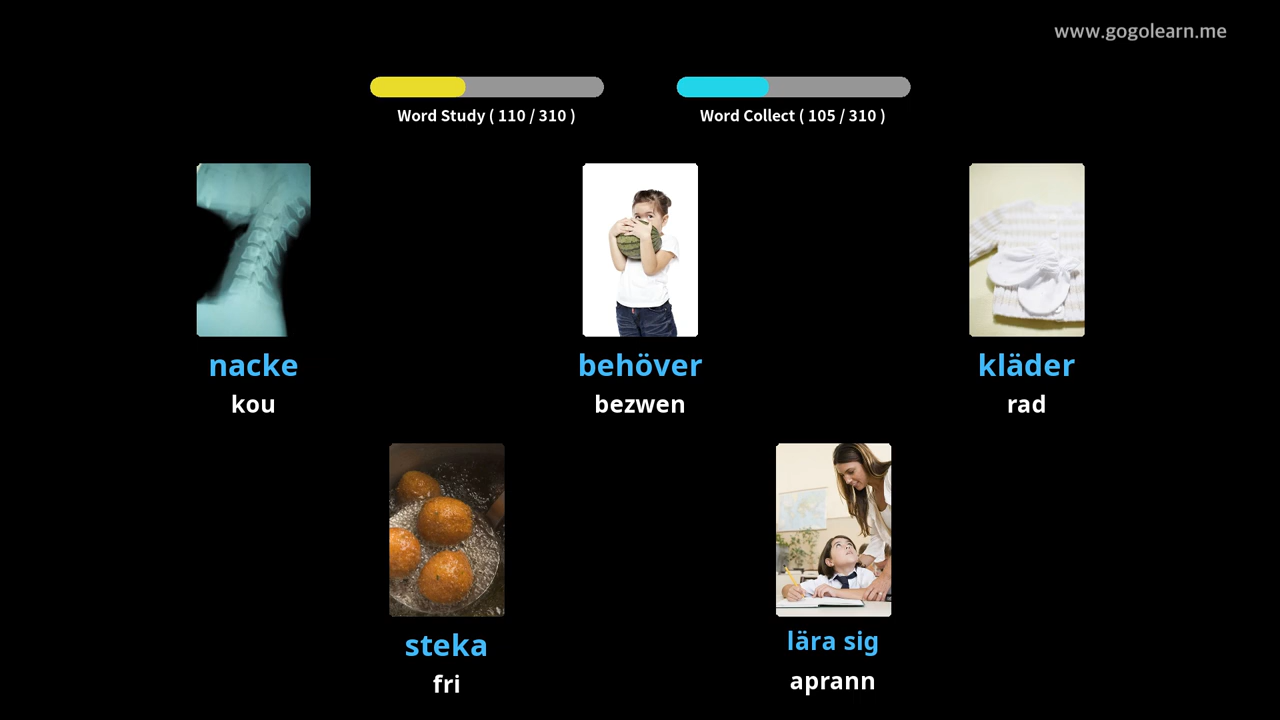 www.gogolearn.me
Word Study ( 110 / 310 )
Word Collect ( 105 / 310 )
nacke
behöver
kläder
kou
bezwen
rad
steka
lära sig
fri
aprann